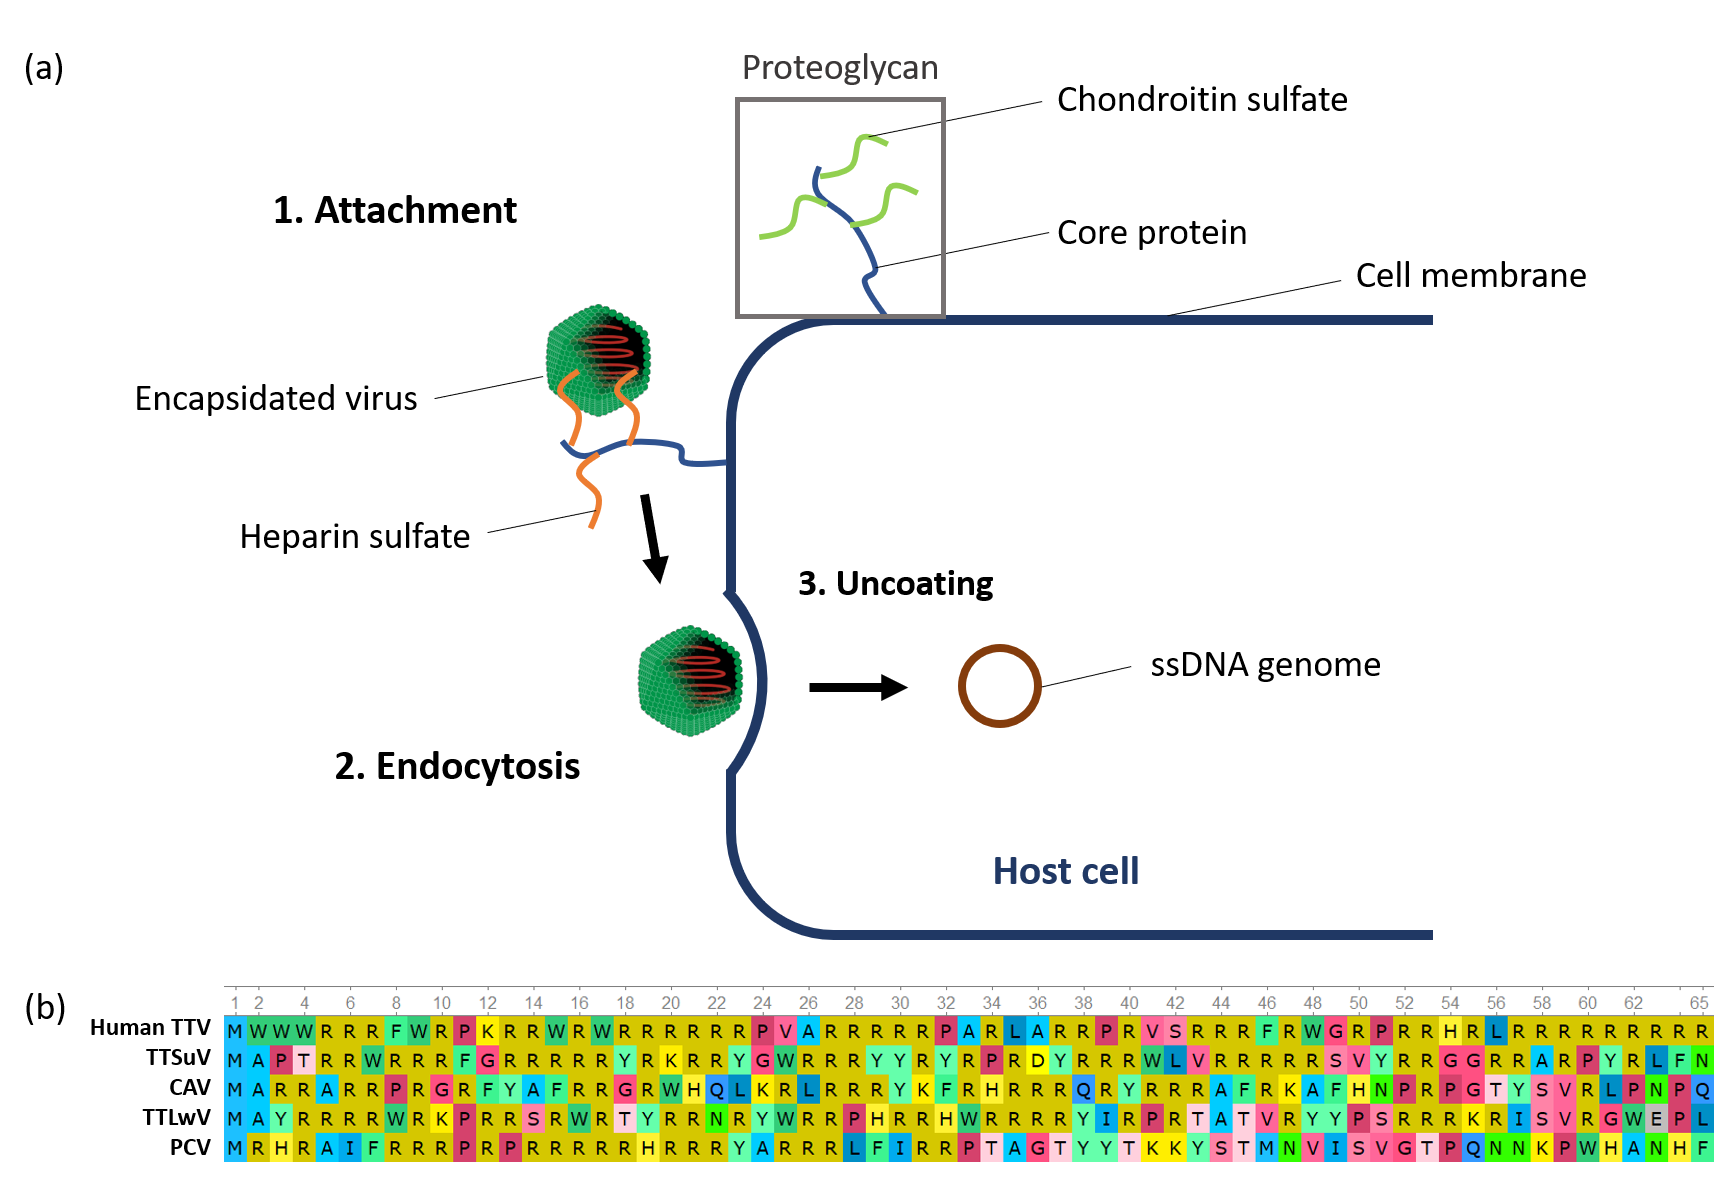 (a)
Proteoglycan
Chondroitin sulfate
1. Attachment
Core protein
Cell membrane
Encapsidated virus
Heparin sulfate
3. Uncoating
ssDNA genome
2. Endocytosis
Host cell
(b)
1 2 4 6 8 10 12 14 16 18 20 22 24 26 28 30 32 34 36 38 40 42 44 46 48 50 52 54 56 58 60 62 65
Human TTV M W W W R R R F W R P K R R W R W R R R R R R P V A R R R R R P A R L A R R P R V S R R R F R W G R P R R H R L R R R R R R R R R
TTSuV M A P T R R W R R R F G R R R R R Y R K R R Y G W R R R Y Y R Y R P R D Y R R R W L V R R R R R S V Y R R G G R R A R P Y R L F N
CAV M A R R A R R P R G R F Y A F R R G R W H Q L K R L R R R Y K F R H R R R Q R Y R R R A F R K A F H N P R P G T Y S V R L P N P Q
TTLwV M A Y R R R R W R K P R R S R W R T Y R R N R Y W R R P H R R H W R R R R Y I R P R T A T V R Y Y P S R R R K R I S V R G W E P L
PCV M R H R A I F R R R P R P R R R R R H R R R Y A R R R L F I R R P T A G T Y Y T K K Y S T M N V I S V G T P Q N N K P W H A N H F